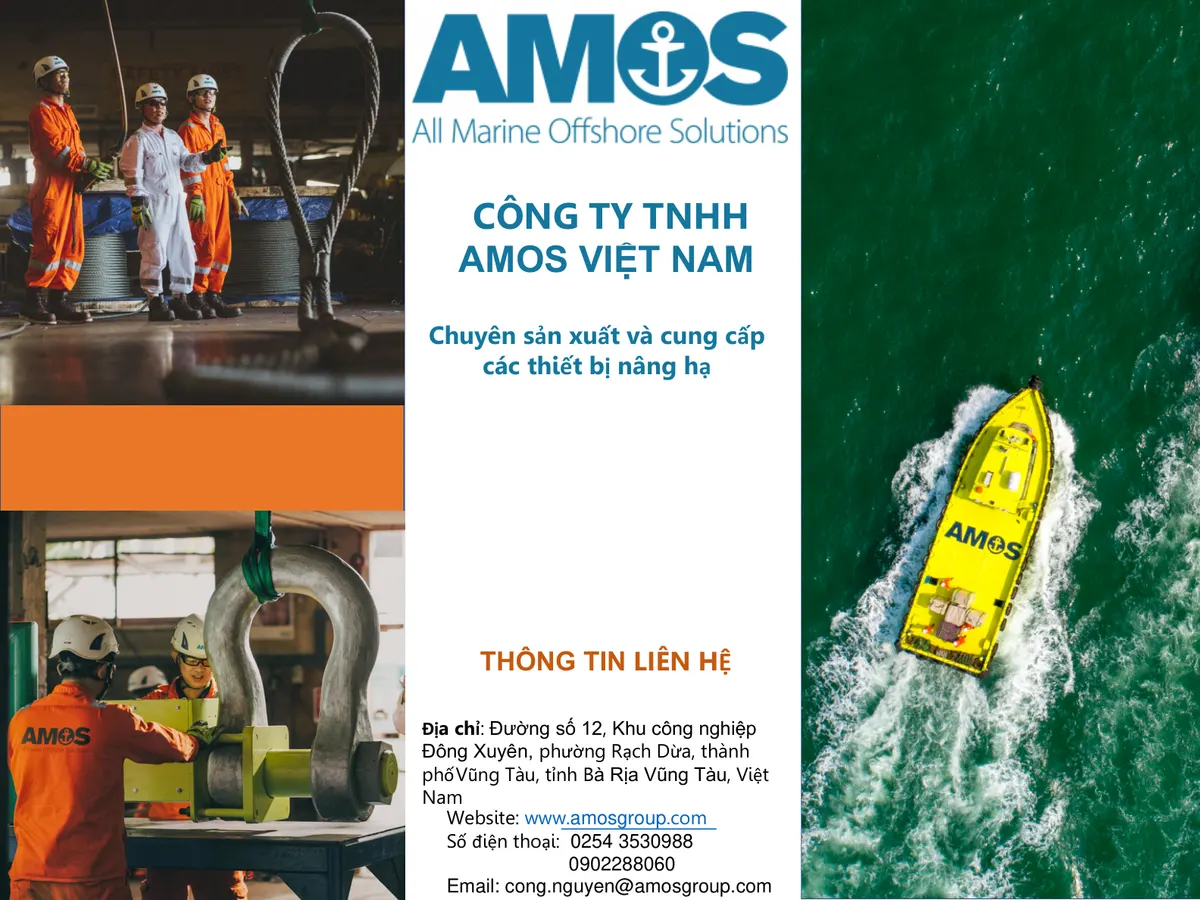 AMOS
All Marine Offshore Solutions
CÔNG TY TNHH
AMOS VIỆT NAM
Chuyên sản xuất và cung cấp
các thiết bị nâng hạ
AMOS
AMOS
THÔNG TIN LIÊN HỆ
Địa chỉ: Đường số 12, Khu công nghiệp
Đông Xuyên, phường Rạch Dừa, thành
phốVũng Tàu, tỉnh Bà Rịa Vũng Tàu, Việt
Nam
Website: www.amosgroup.com
Số điện thoại: 0254 3530988
0902288060
Email: cong.nguyen@amosgroup.com